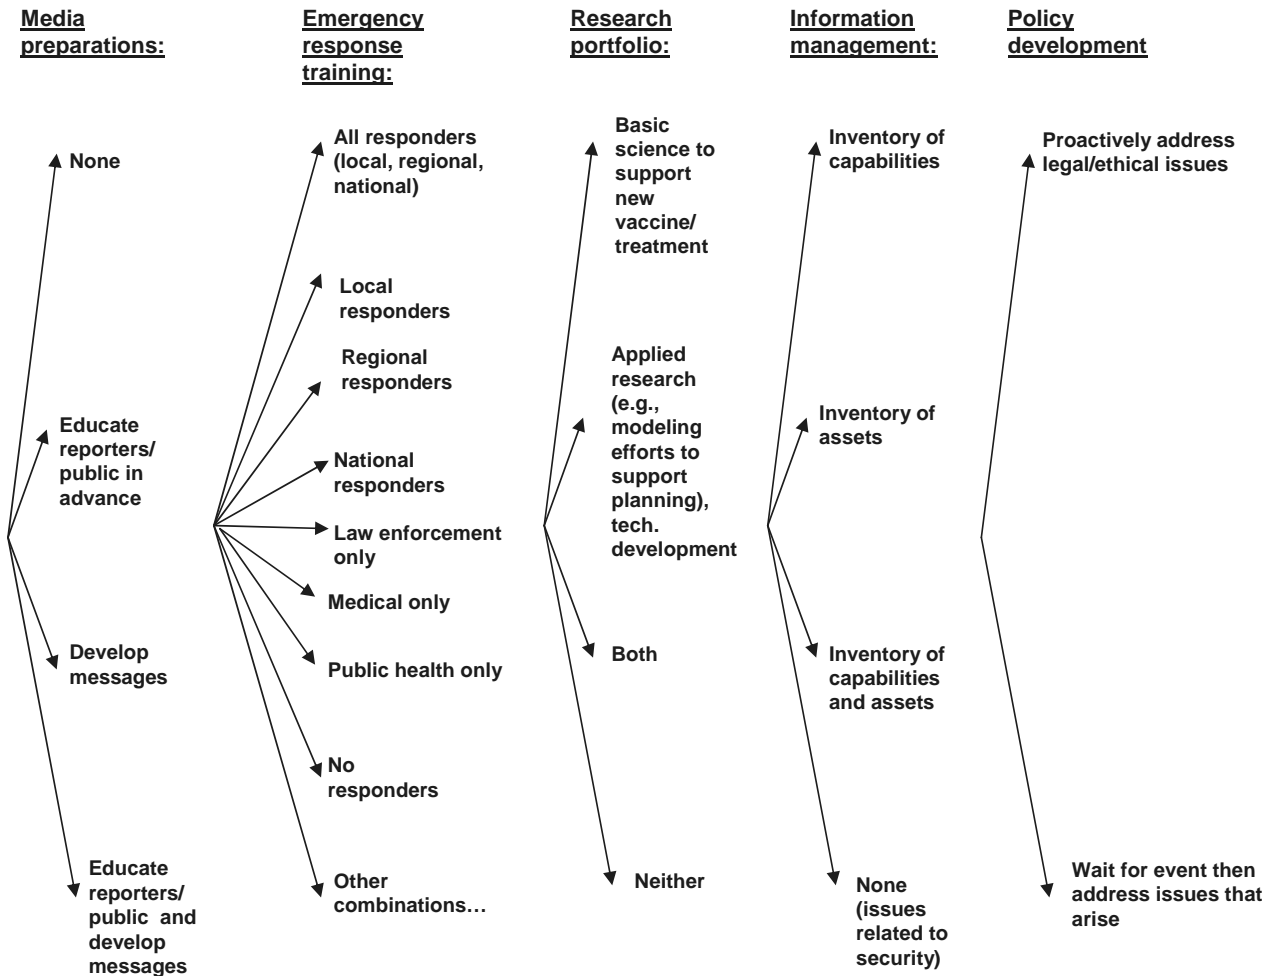 Media
preparations:
Emergency
response
training:
Research
portfolio:
Information
management:
Policy
development
None
Educate
reporters/
public in
advance
Develop
messages
Educate
reporters/
public and
develop
messages
All responders
(local, regional,
national)
Local
responders
Regional
responders
National
responders
Law enforcement
only
Medical only
Public health only
No
responders
Other
combinations…
Basic
science to
support
new
vaccine/
treatment
Applied
research
(e.g.,
modeling
efforts to
support
planning),
tech.
development
Both
Neither
Inventory of
capabilities
Inventory of
assets
Inventory of
capabilities
and assets
None
(issues
related to
security)
Proactively address
legal/ethical issues
Wait for event then
address issues that
arise